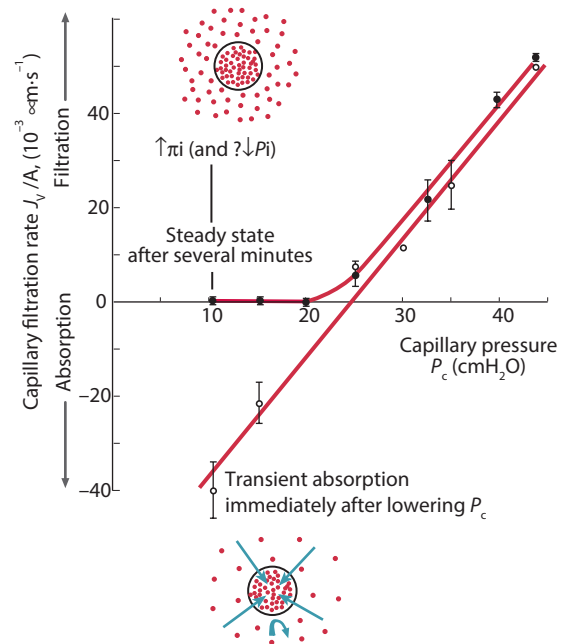 Capillary filtration rate J_V/A, (10⁻³ ∝m·s⁻¹)
Filtration
Absorption
↑πi (and ?↓Pi)
Steady state
after several minutes
40
20
0
−20
−40
10
20
30
40
Capillary pressure
P_c (cmH₂O)
Transient absorption
immediately after lowering P_c